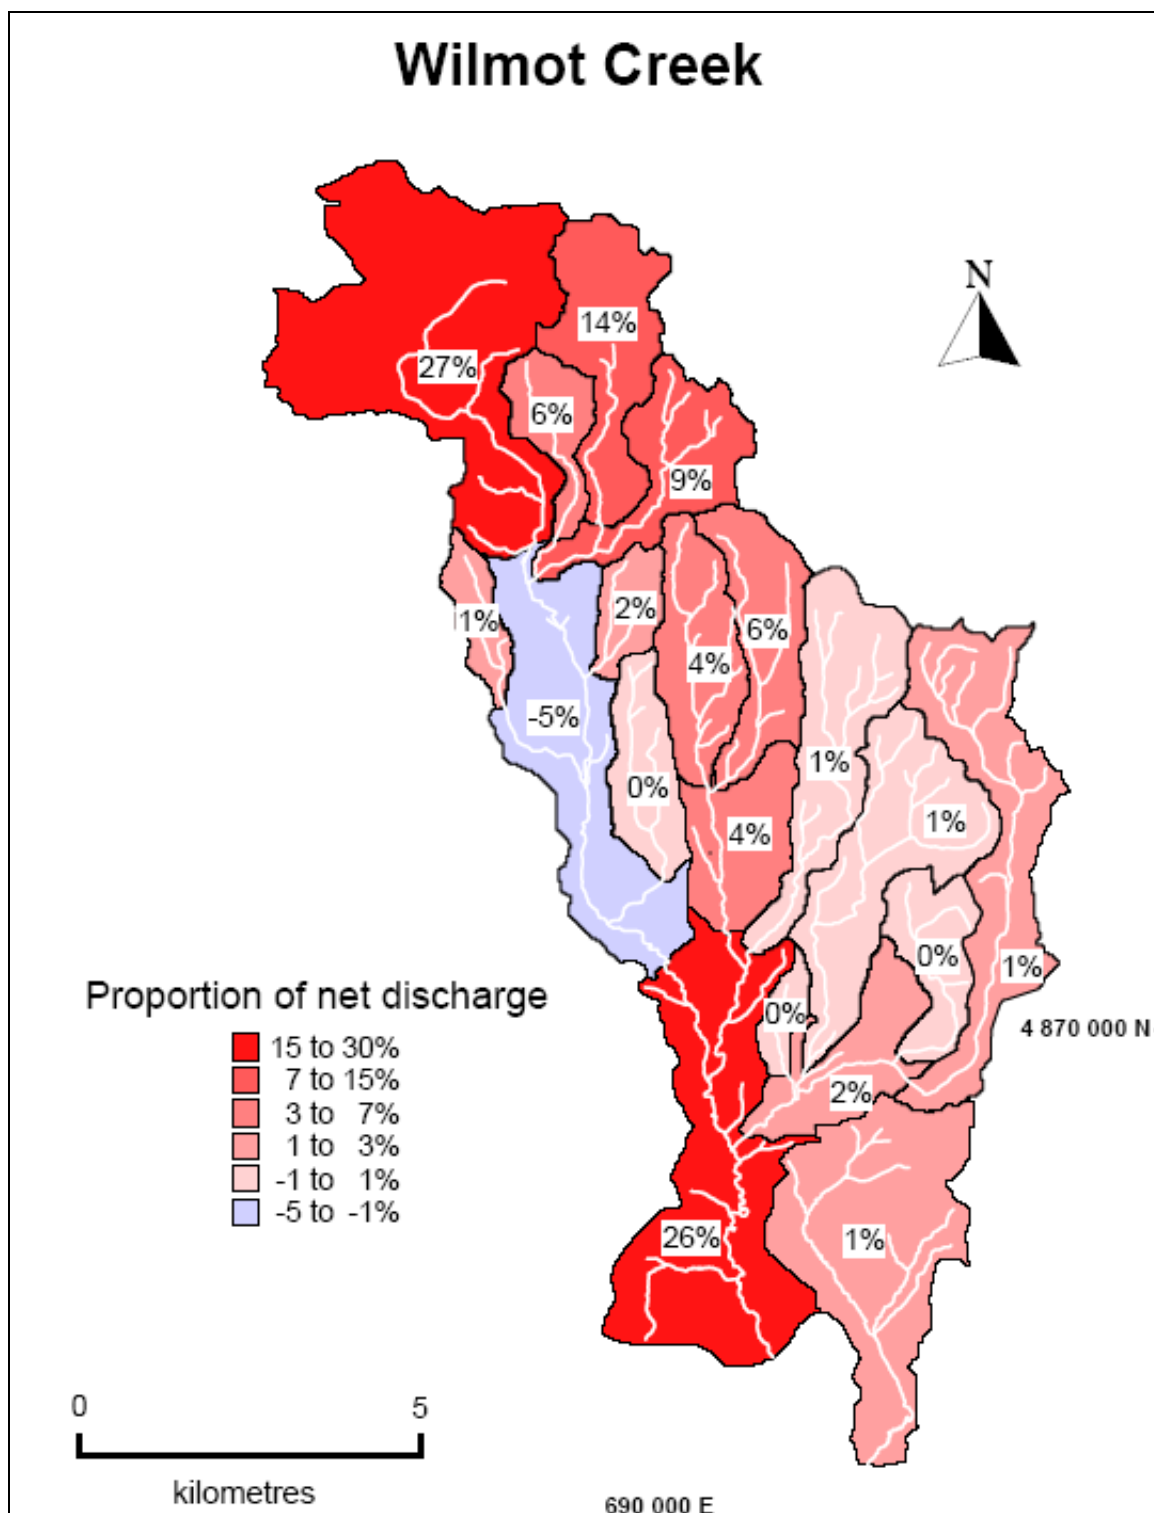 Wilmot Creek
N
14%
27%
6%
9%
2%
1%
6%
4%
-5%
1%
0%
1%
4%
0%
1%
0%
Proportion of net discharge
15 to 30%
7 to 15%
3 to 7%
1 to 3%
-1 to 1%
-5 to -1%
4 870 000 N
2%
26%
1%
0 5
kilometres
690 000 E